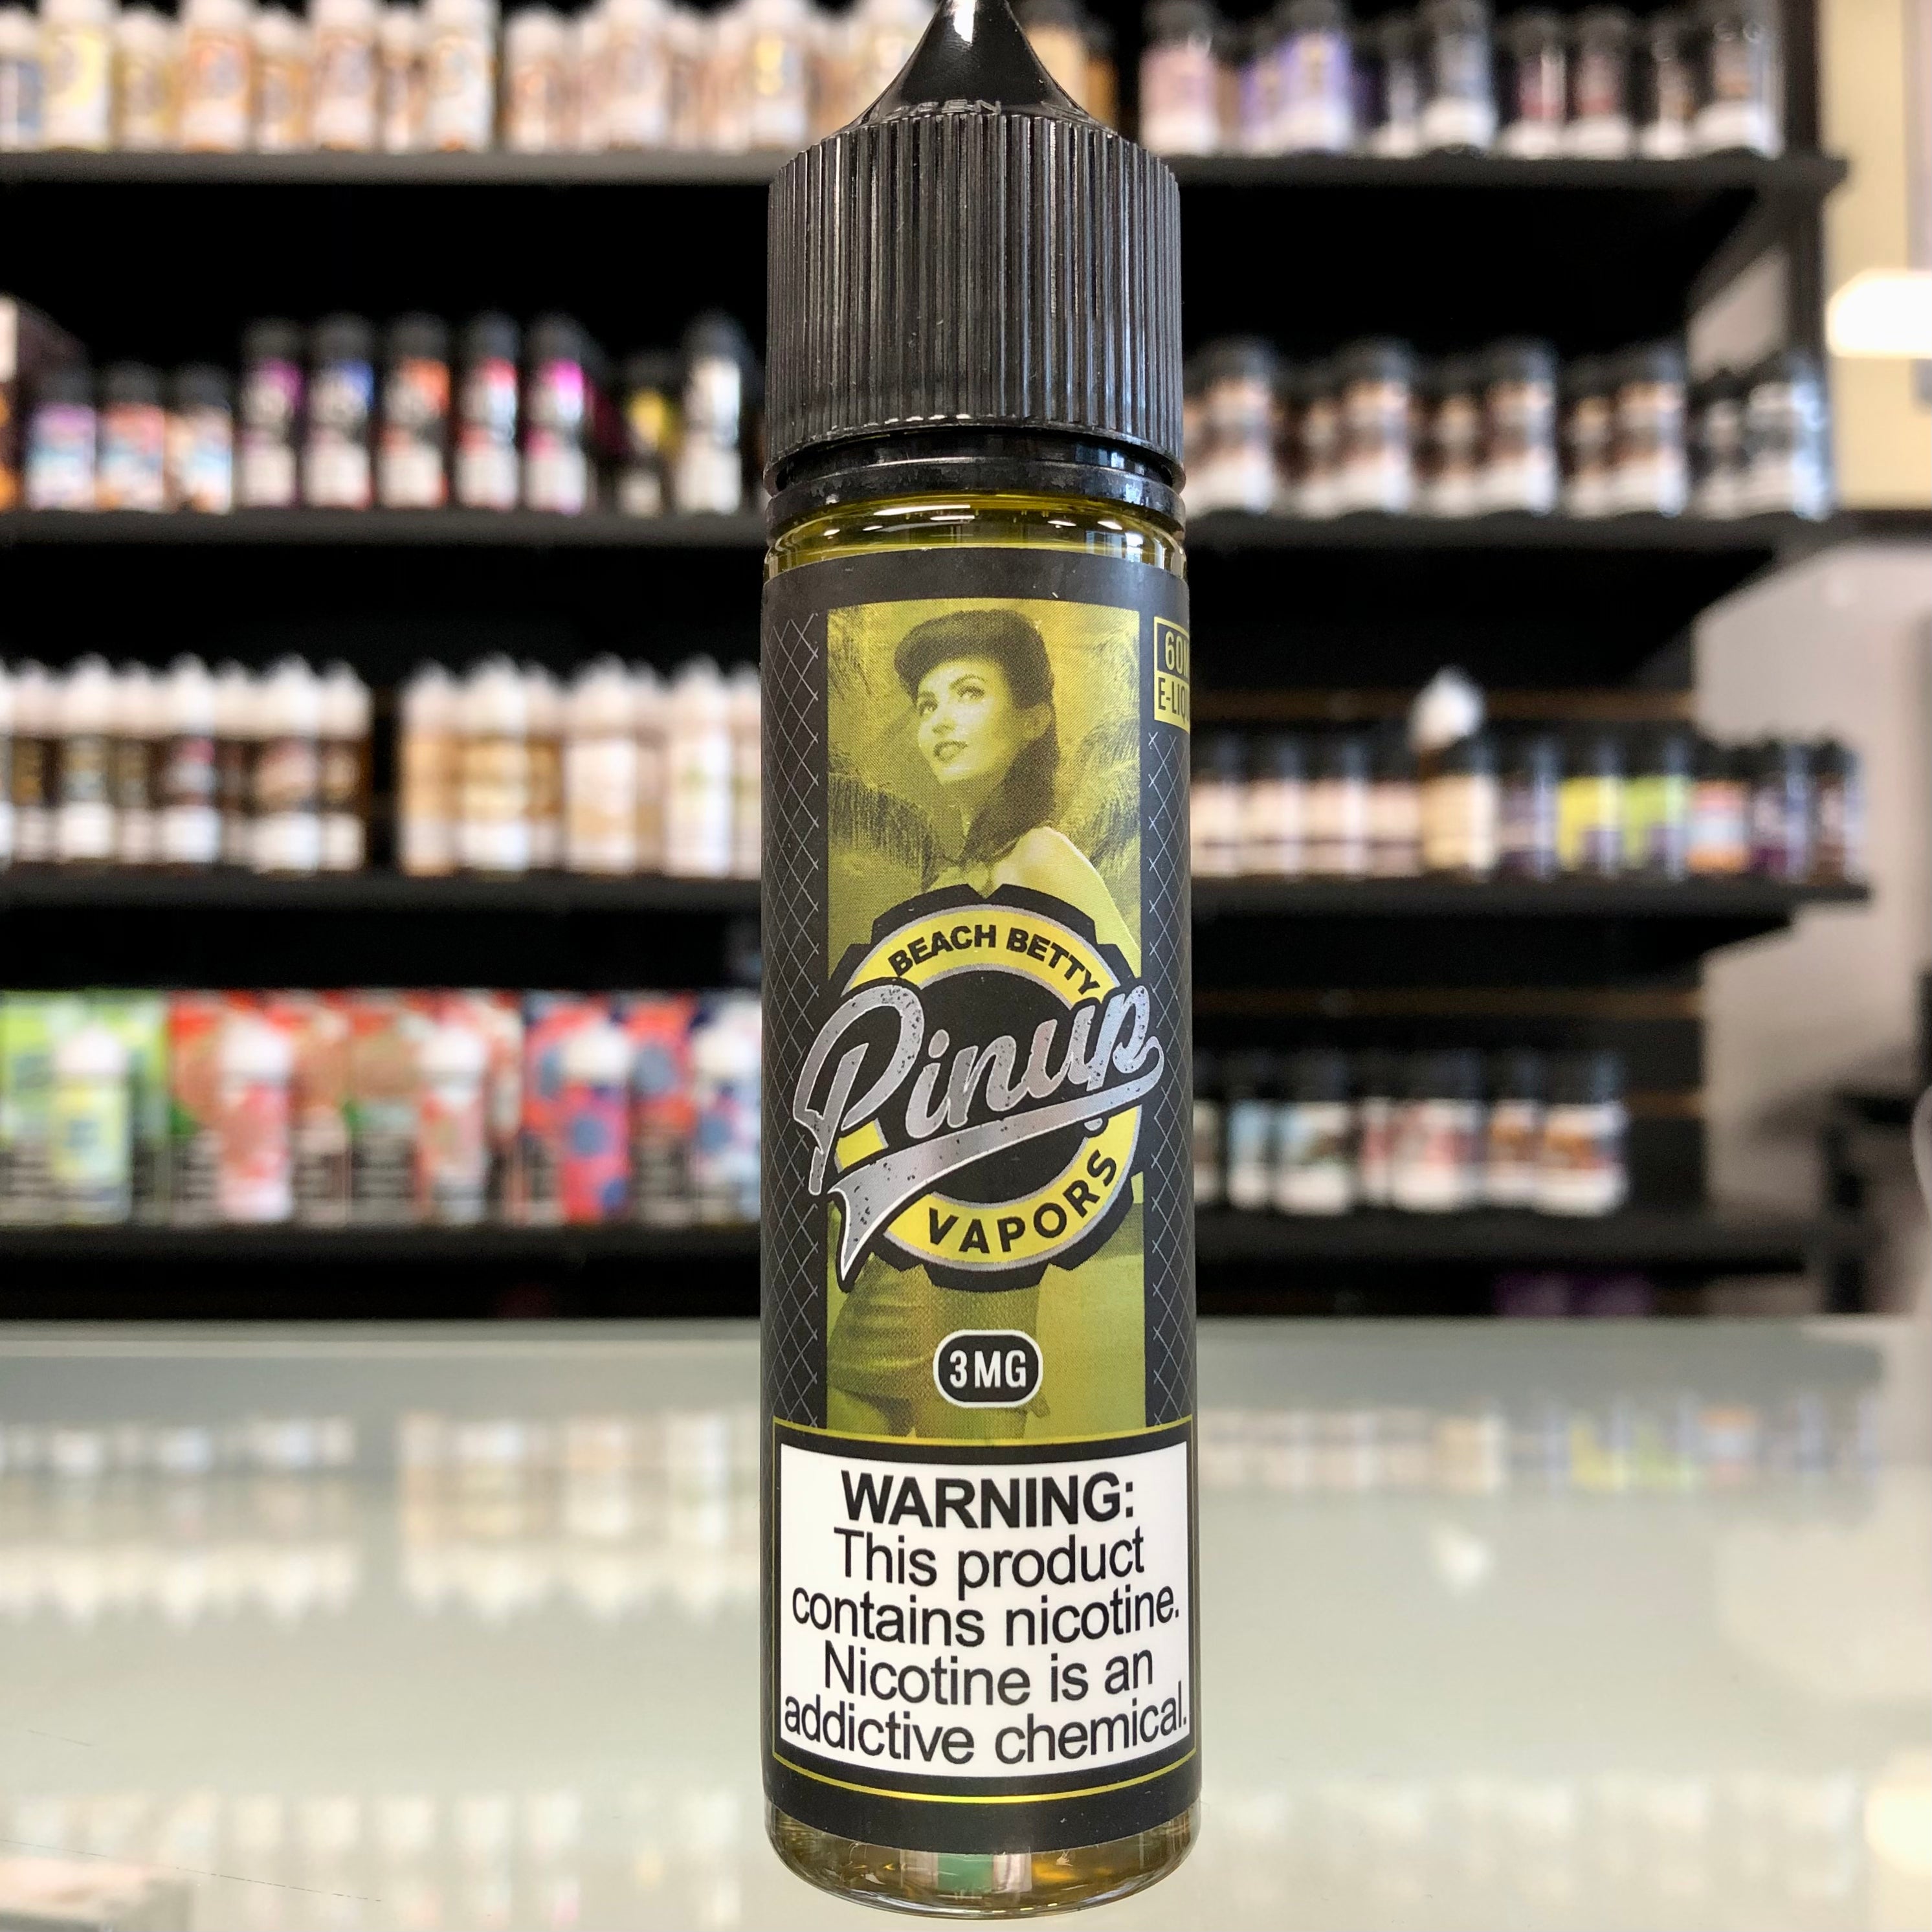 BEACH BETTY
Pinup
VAPORS
3MG
WARNING:
This product
contains nicotine.
Nicotine is an
addictive chemical.